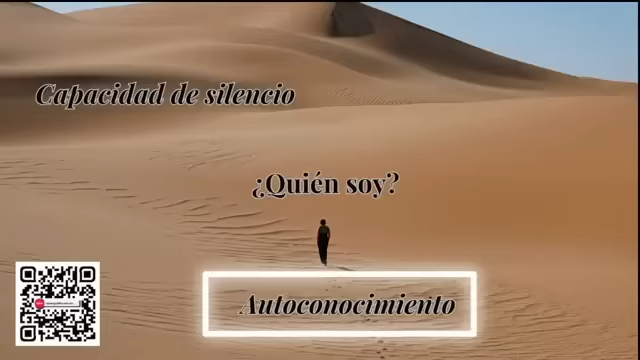 Capacidad de silencio
¿Quién soy?
Autoconocimiento